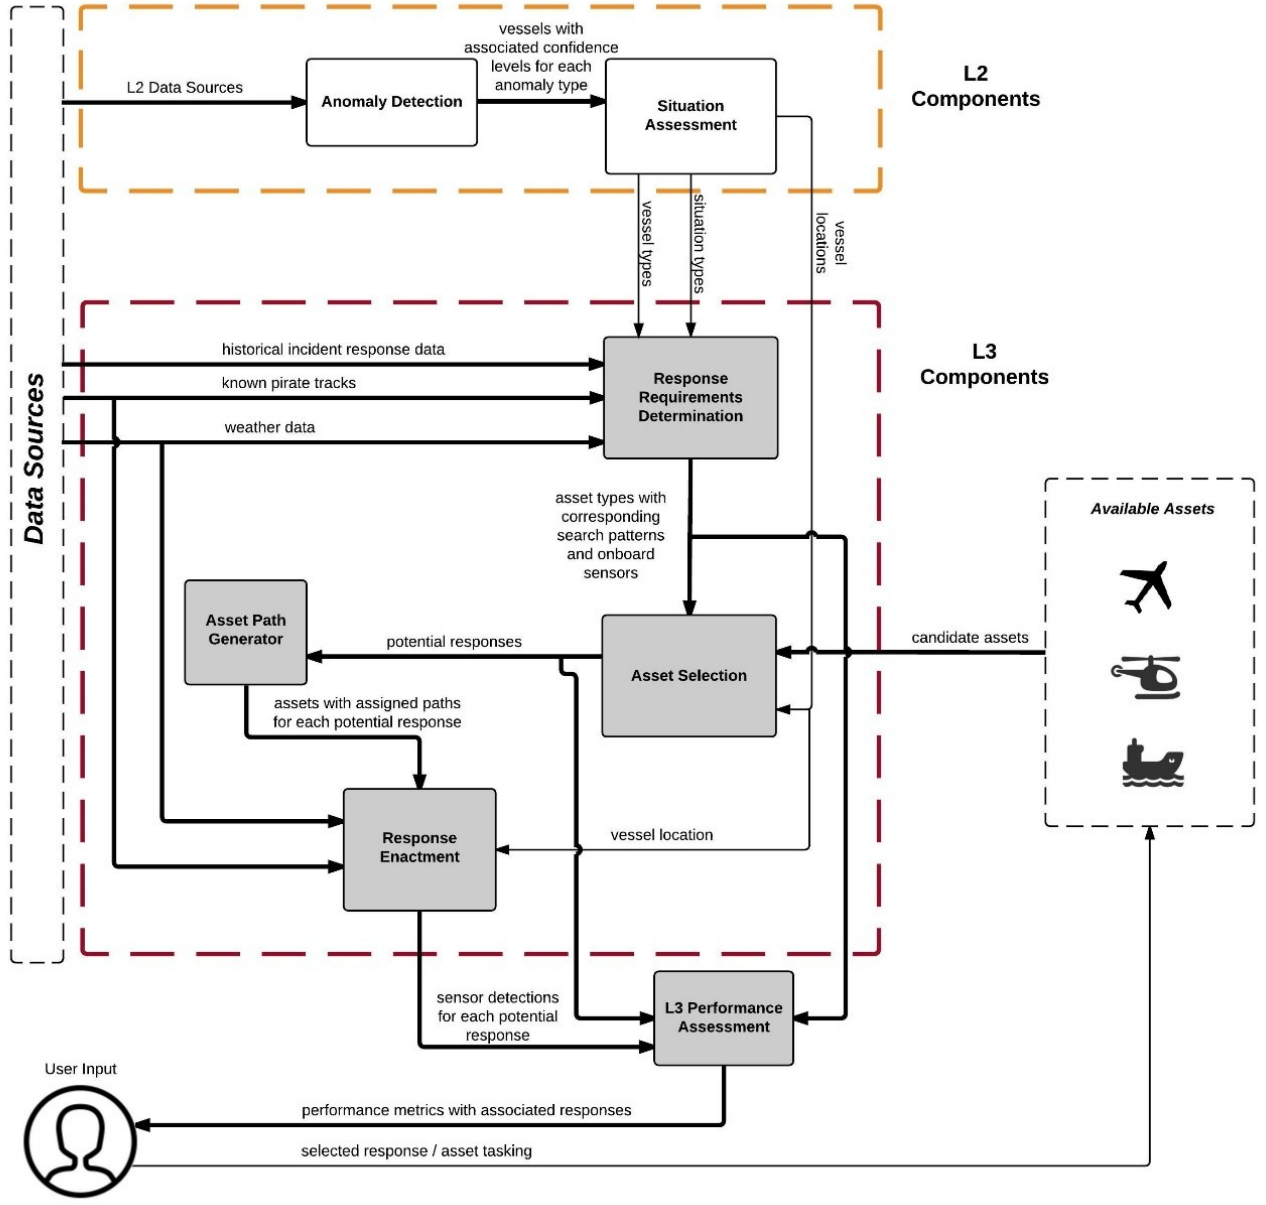 vessels with
associated confidence
levels for each
anomaly type
L2 Data Sources
Anomaly Detection
Situation
Assessment
L2
Components
vessel types
situation types
vessel
locations
Data Sources
historical incident response data
known pirate tracks
weather data
Response
Requirements
Determination
L3
Components
asset types with
corresponding
search patterns
and onboard
sensors
Available Assets
Asset Path
Generator
potential responses
Asset Selection
candidate assets
assets with assigned paths
for each potential response
Response
Enactment
vessel location
sensor detections
for each potential
response
L3 Performance
Assessment
User Input
performance metrics with associated responses
selected response / asset tasking